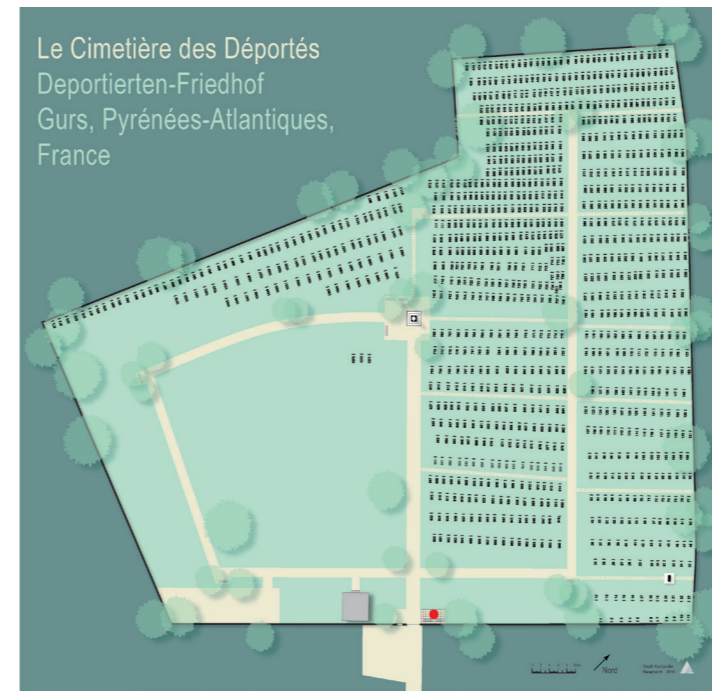 Le Cimetière des Déportés
Deportierten-Friedhof
Gurs, Pyrénées-Atlantiques,
France
Nord